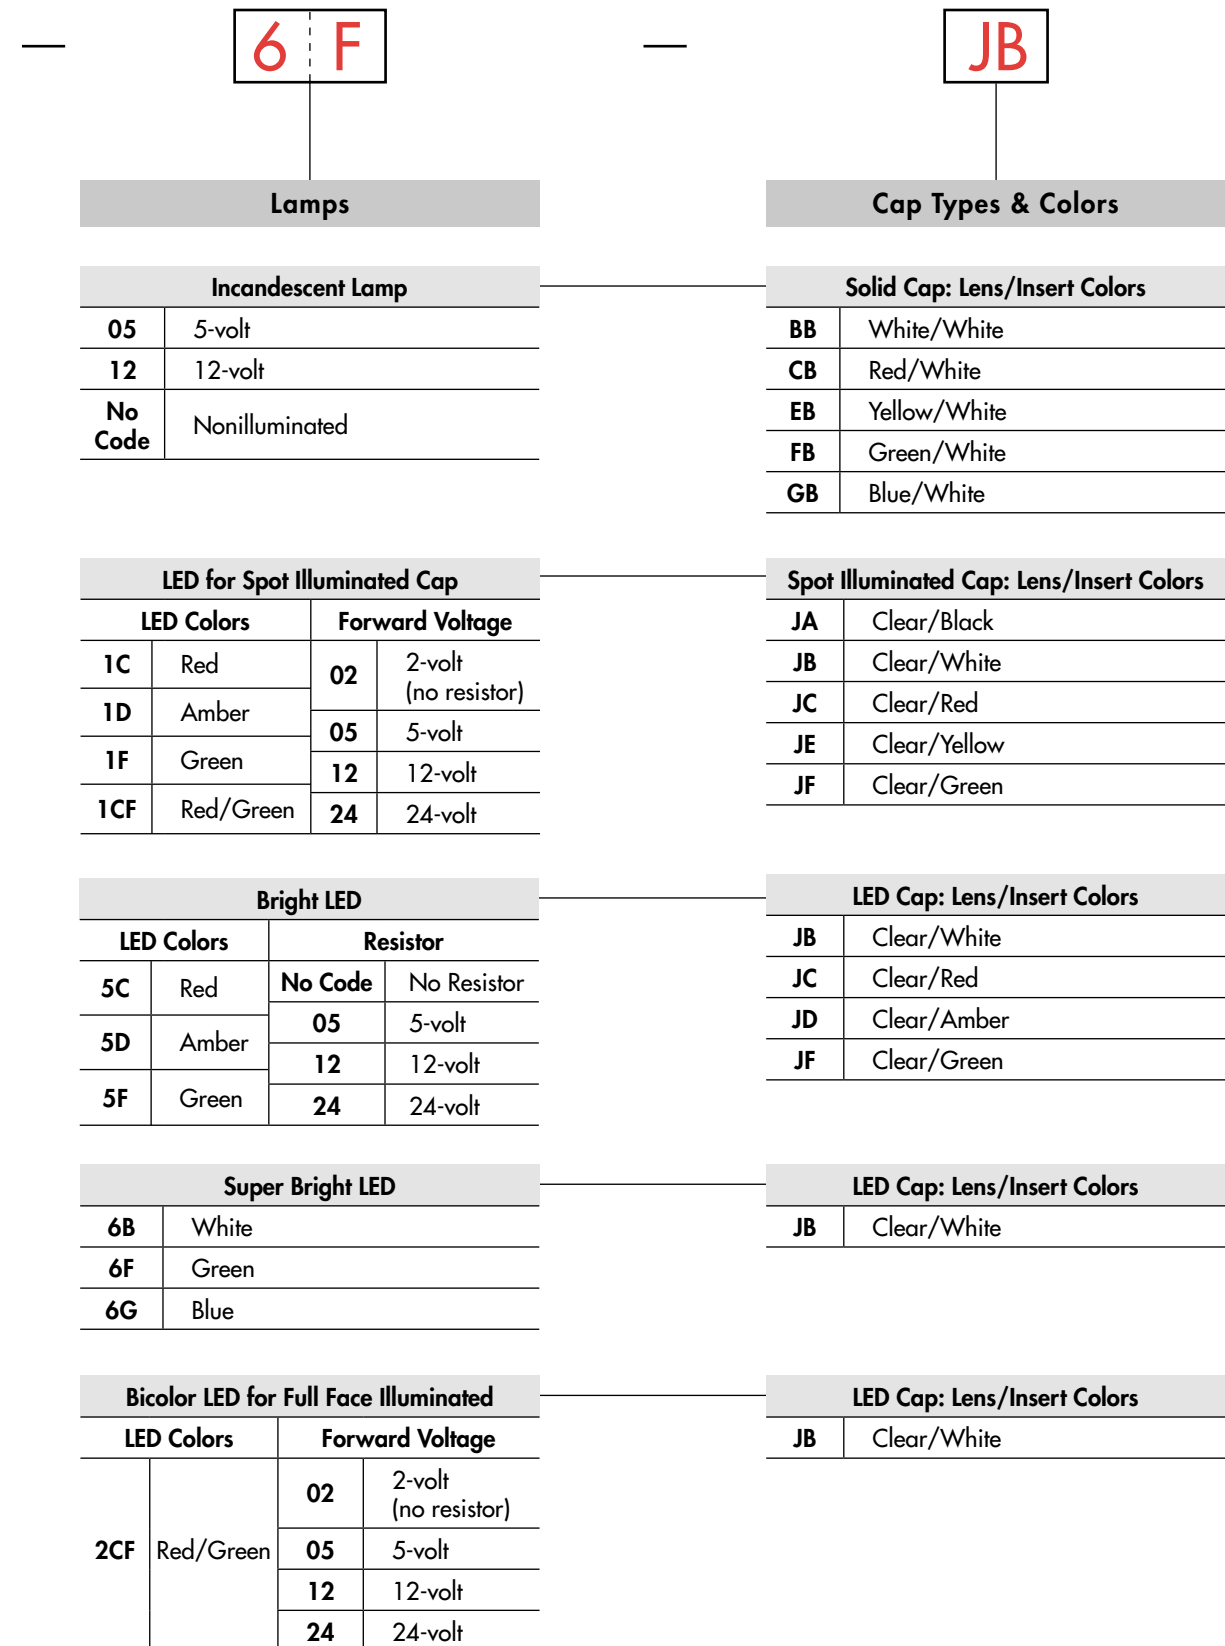 — 6 F — JB
Lamps
Cap Types & Colors
Incandescent Lamp
05 5-volt
12 12-volt
No
Code Nonilluminated
Solid Cap: Lens/Insert Colors
BB White/White
CB Red/White
EB Yellow/White
FB Green/White
GB Blue/White
LED for Spot Illuminated Cap
LED Colors Forward Voltage
1C Red
1D Amber
1F Green
1CF Red/Green
02 2-volt
(no resistor)
05 5-volt
12 12-volt
24 24-volt
Spot Illuminated Cap: Lens/Insert Colors
JA Clear/Black
JB Clear/White
JC Clear/Red
JE Clear/Yellow
JF Clear/Green
Bright LED
LED Colors Resistor
5C Red
5D Amber
5F Green
No Code No Resistor
05 5-volt
12 12-volt
24 24-volt
LED Cap: Lens/Insert Colors
JB Clear/White
JC Clear/Red
JD Clear/Amber
JF Clear/Green
Super Bright LED
6B White
6F Green
6G Blue
LED Cap: Lens/Insert Colors
JB Clear/White
Bicolor LED for Full Face Illuminated
LED Colors Forward Voltage
2CF Red/Green
02 2-volt
(no resistor)
05 5-volt
12 12-volt
24 24-volt
LED Cap: Lens/Insert Colors
JB Clear/White